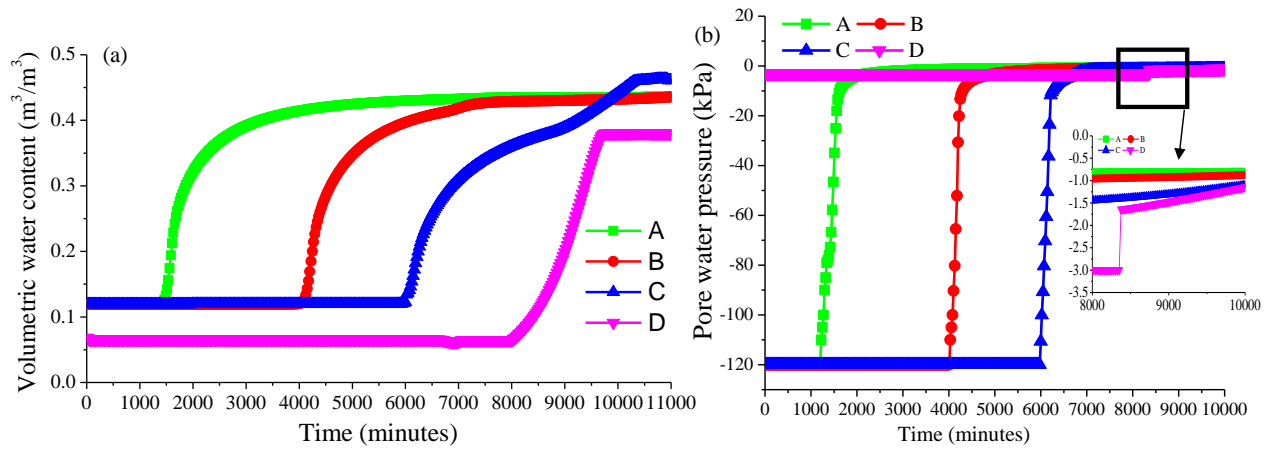 (a)
Volumetric water content (m³/m³)
0.5
0.4
0.3
0.2
0.1
0.0
A
B
C
D
0 1000 2000 3000 4000 5000 6000 7000 8000 9000 10000 11000
Time (minutes)
(b)
A B
C D
Pore water pressure (kPa)
20
0
-20
-40
-60
-80
-100
-120
0 1000 2000 3000 4000 5000 6000 7000 8000 9000 10000
Time (minutes)
A B
C D
0.0
-0.5
-1.0
-1.5
-2.0
-2.5
-3.0
-3.5
8000 9000 10000